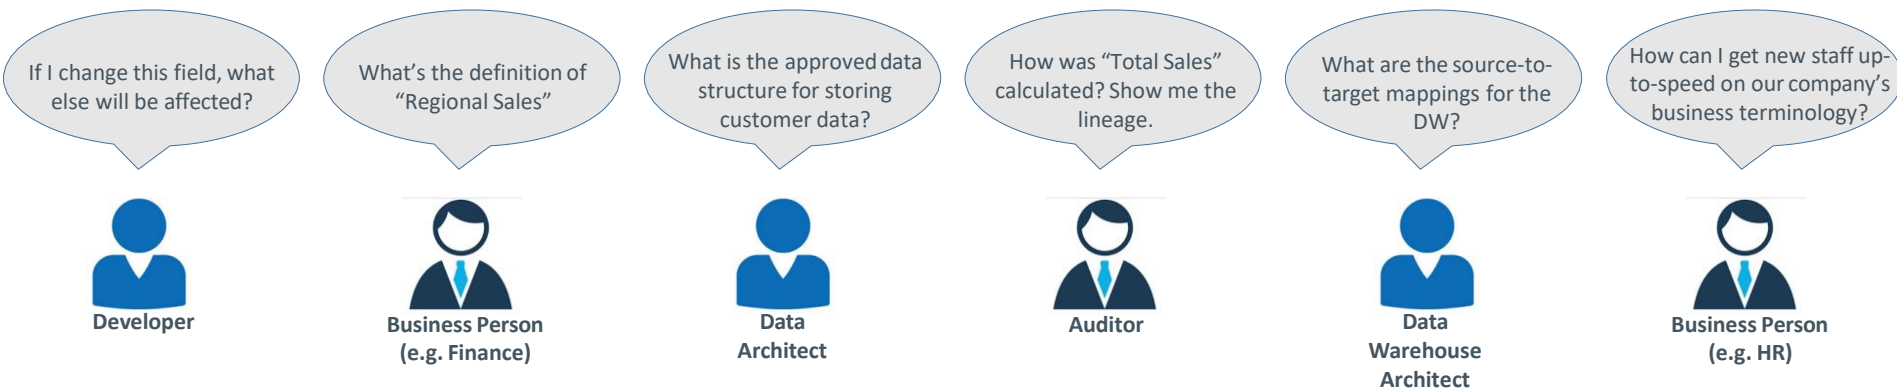 If I change this field, what
else will be affected?
What's the definition of
“Regional Sales”
What is the approved data
structure for storing
customer data?
How was “Total Sales”
calculated? Show me the
lineage.
What are the source-to-
target mappings for the
DW?
How can I get new staff up-
to-speed on our company's
business terminology?
Developer
Business Person
(e.g. Finance)
Data
Architect
Auditor
Data
Warehouse
Architect
Business Person
(e.g. HR)